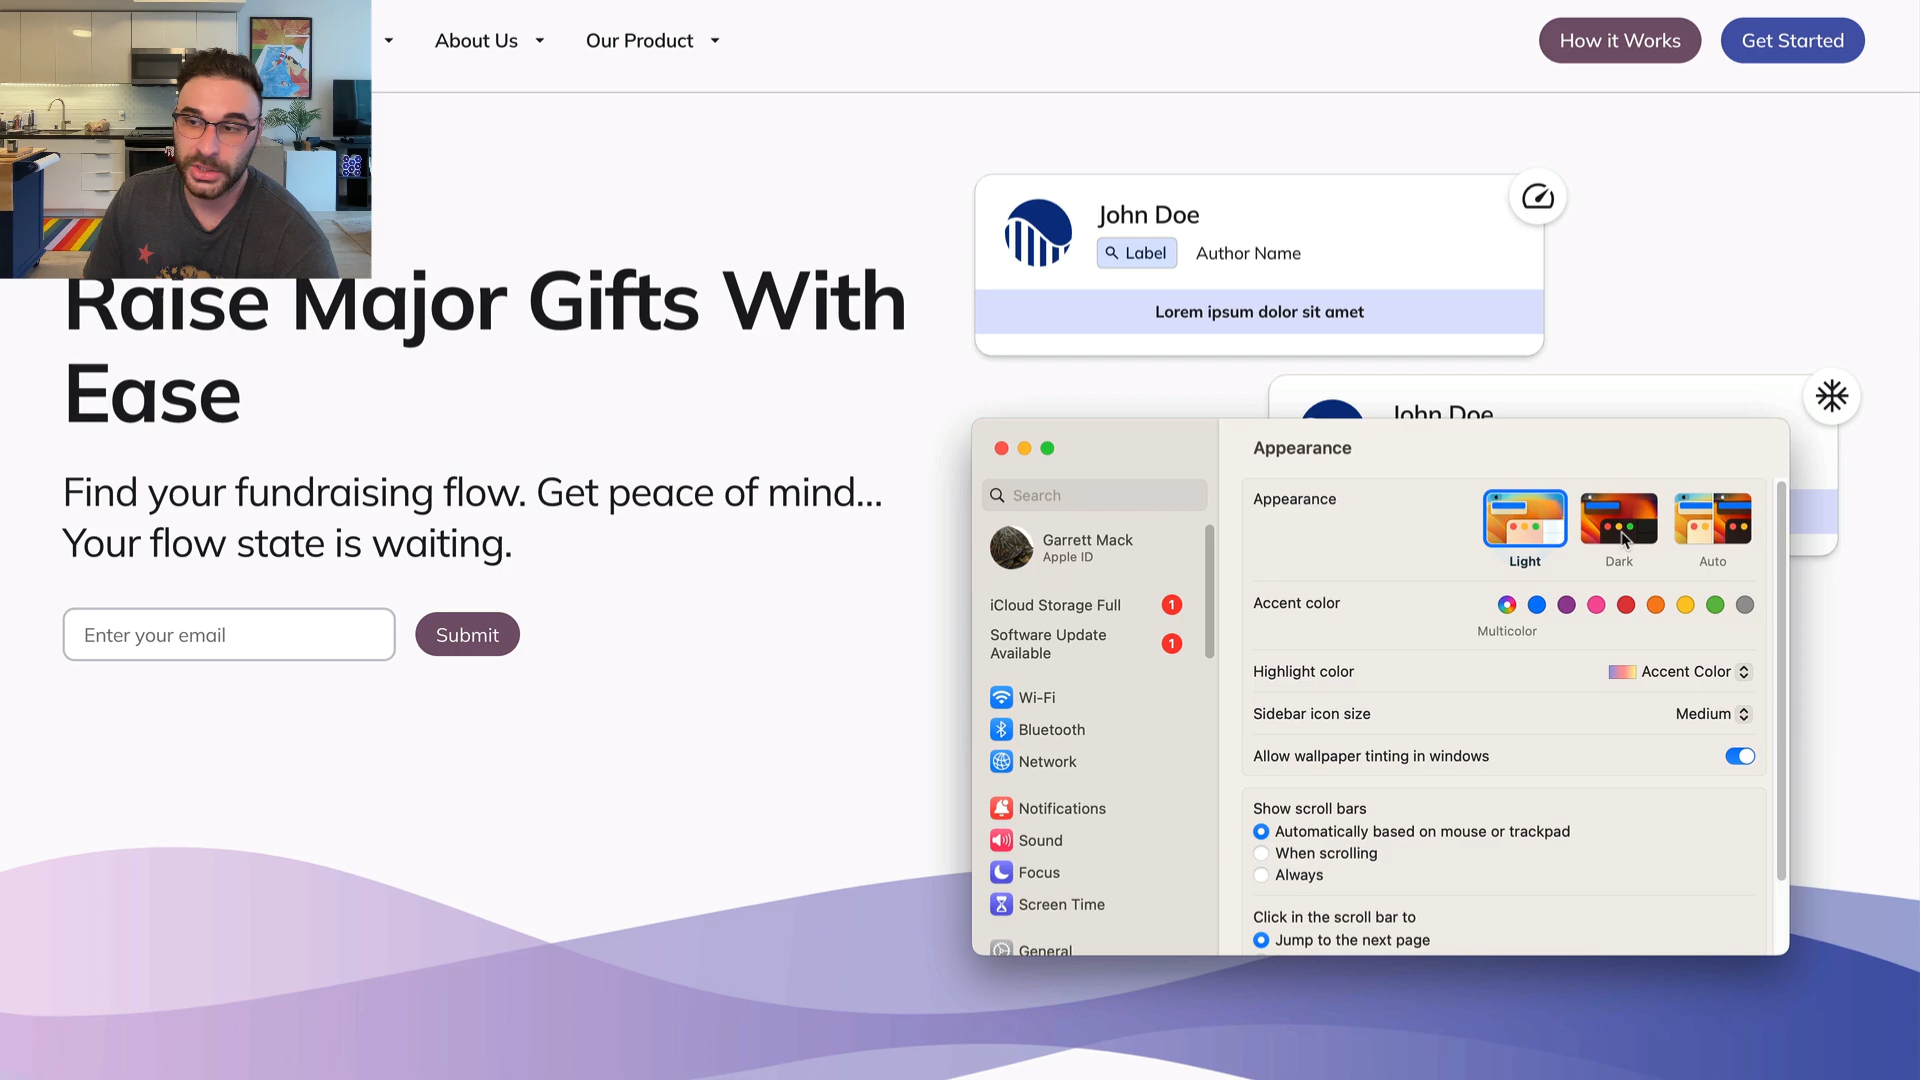 About Us
Our Product
How it Works
Get Started
Raise Major Gifts With
Ease
Find your fundraising flow. Get peace of mind...
Your flow state is waiting.
Enter your email
Submit
John Doe
Label
Author Name
Lorem ipsum dolor sit amet
John Doe
Search
Garrett Mack
Apple ID
iCloud Storage Full
1
Software Update
Available
1
Wi-Fi
Bluetooth
Network
Notifications
Sound
Focus
Screen Time
General
Appearance
Appearance
Light
Dark
Auto
Accent color
Multicolor
Highlight color
Accent Color
Sidebar icon size
Medium
Allow wallpaper tinting in windows
Show scroll bars
Automatically based on mouse or trackpad
When scrolling
Always
Click in the scroll bar to
Jump to the next page